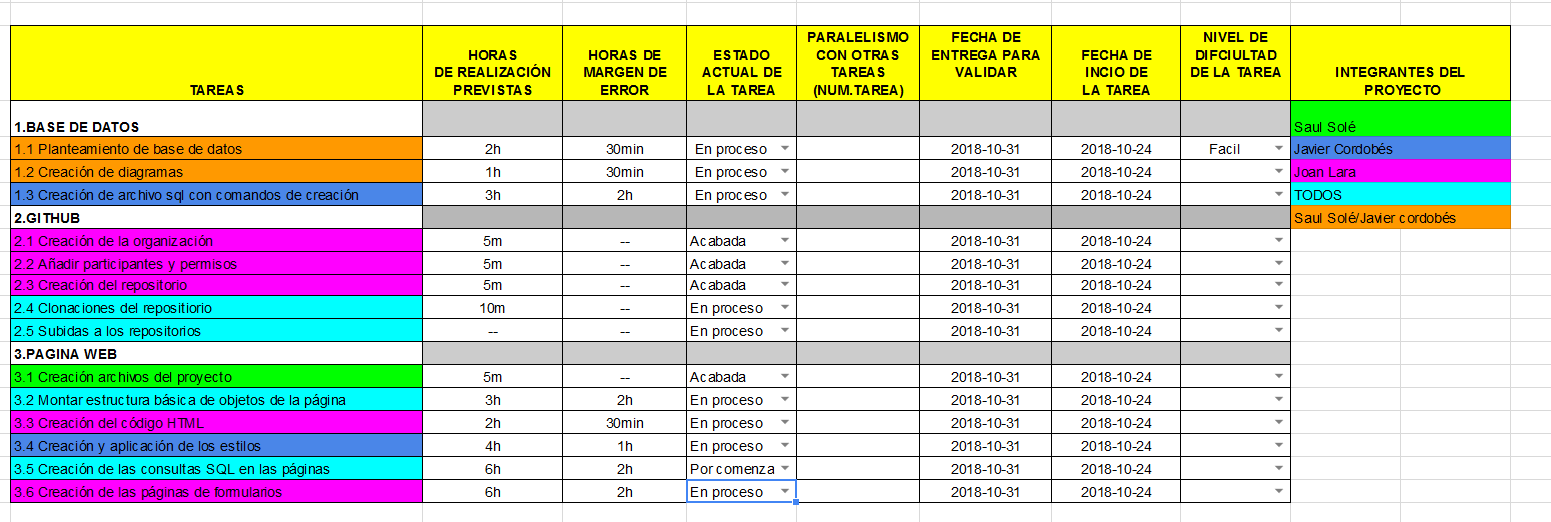 TAREAS
HORAS
DE REALIZACIÓN
PREVISTAS
HORAS DE
MARGEN DE
ERROR
ESTADO
ACTUAL DE
LA TAREA
PARALELISMO
CON OTRAS
TAREAS
(NUM.TAREA)
FECHA DE
ENTREGA PARA
VALIDAR
FECHA DE
INCIO DE
LA TAREA
NIVEL DE
DIFCIULTAD
DE LA TAREA
INTEGRANTES DEL
PROYECTO
1.BASE DE DATOS Saul Solé
1.1 Planteamiento de base de datos 2h 30min En proceso 2018-10-31 2018-10-24 Facil Javier Cordobés
1.2 Creación de diagramas 1h 30min En proceso 2018-10-31 2018-10-24 Joan Lara
1.3 Creación de archivo sql con comandos de creación 3h 2h En proceso 2018-10-31 2018-10-24 TODOS
2.GITHUB Saul Solé/Javier cordobés
2.1 Creación de la organización 5m -- Acabada 2018-10-31 2018-10-24
2.2 Añadir participantes y permisos 5m -- Acabada 2018-10-31 2018-10-24
2.3 Creación del repositorio 5m -- Acabada 2018-10-31 2018-10-24
2.4 Clonaciones del repositiorio 10m -- En proceso 2018-10-31 2018-10-24
2.5 Subidas a los repositorios -- -- En proceso 2018-10-31 2018-10-24
3.PAGINA WEB
3.1 Creación archivos del proyecto 5m -- Acabada 2018-10-31 2018-10-24
3.2 Montar estructura básica de objetos de la página 3h 2h En proceso 2018-10-31 2018-10-24
3.3 Creación del código HTML 2h 30min En proceso 2018-10-31 2018-10-24
3.4 Creación y aplicación de los estilos 4h 1h En proceso 2018-10-31 2018-10-24
3.5 Creación de las consultas SQL en las páginas 6h 2h Por comenza 2018-10-31 2018-10-24
3.6 Creación de las páginas de formularios 6h 2h En proceso 2018-10-31 2018-10-24